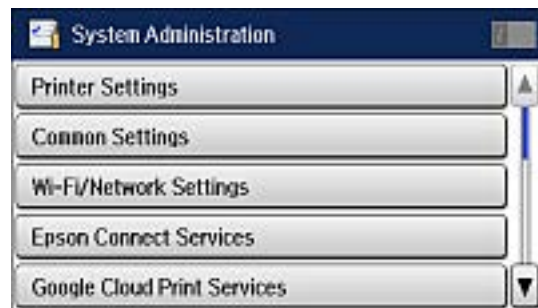 System Administration
Printer Settings
Common Settings
Wi-Fi/Network Settings
Epson Connect Services
Google Cloud Print Services